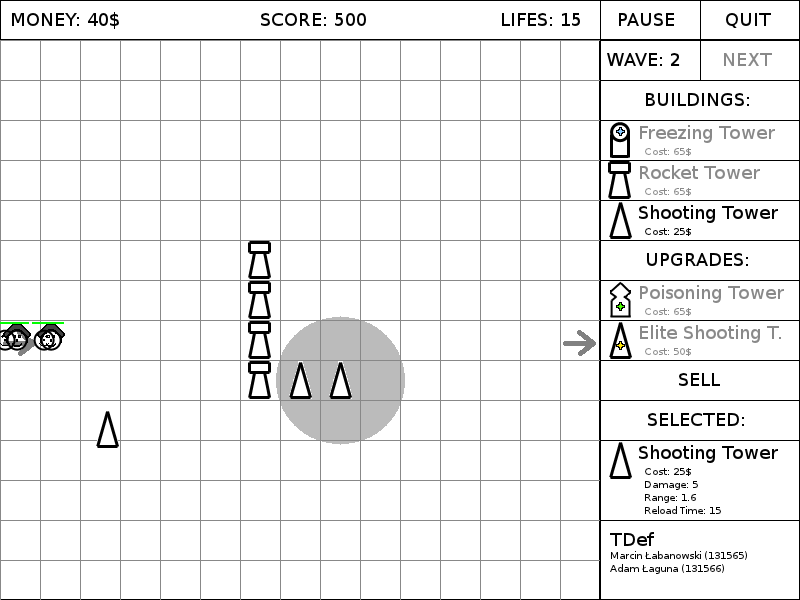 MONEY: 40$ SCORE: 500 LIFES: 15 PAUSE QUIT
WAVE: 2 NEXT
BUILDINGS:
Freezing Tower
Cost: 65$
Rocket Tower
Cost: 65$
Shooting Tower
Cost: 25$
UPGRADES:
Poisoning Tower
Cost: 65$
Elite Shooting T.
Cost: 50$
SELL
SELECTED:
Shooting Tower
Cost: 25$
Damage: 5
Range: 1.6
Reload Time: 15
TDef
Marcin Łabanowski (131565)
Adam Łaguna (131566)